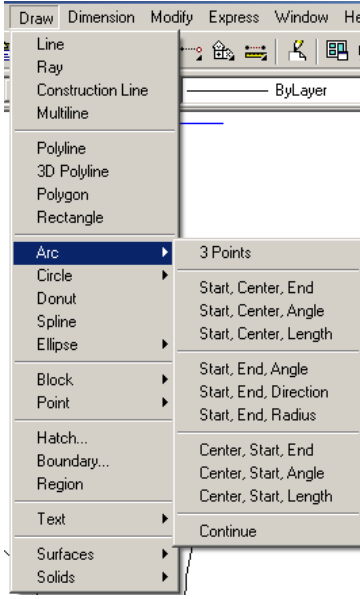 Draw Dimension Modify Express Window He
Line
Ray
Construction Line
Multiline
ByLayer
Polyline
3D Polyline
Polygon
Rectangle
Arc
Circle
Donut
Spline
Ellipse
Block
Point
Hatch...
Boundary...
Region
Text
Surfaces
Solids
3 Points
Start, Center, End
Start, Center, Angle
Start, Center, Length
Start, End, Angle
Start, End, Direction
Start, End, Radius
Center, Start, End
Center, Start, Angle
Center, Start, Length
Continue